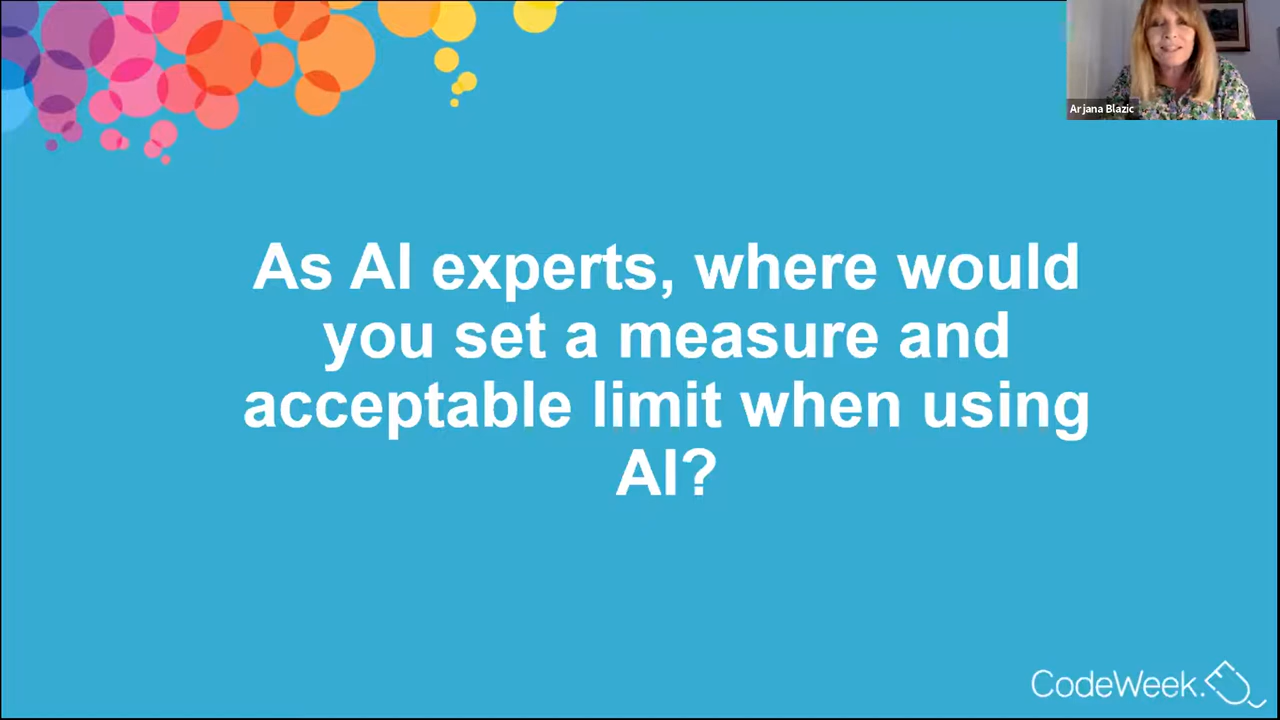 Arjana Blazic
As AI experts, where would
you set a measure and
acceptable limit when using
AI?
CodeWeek.